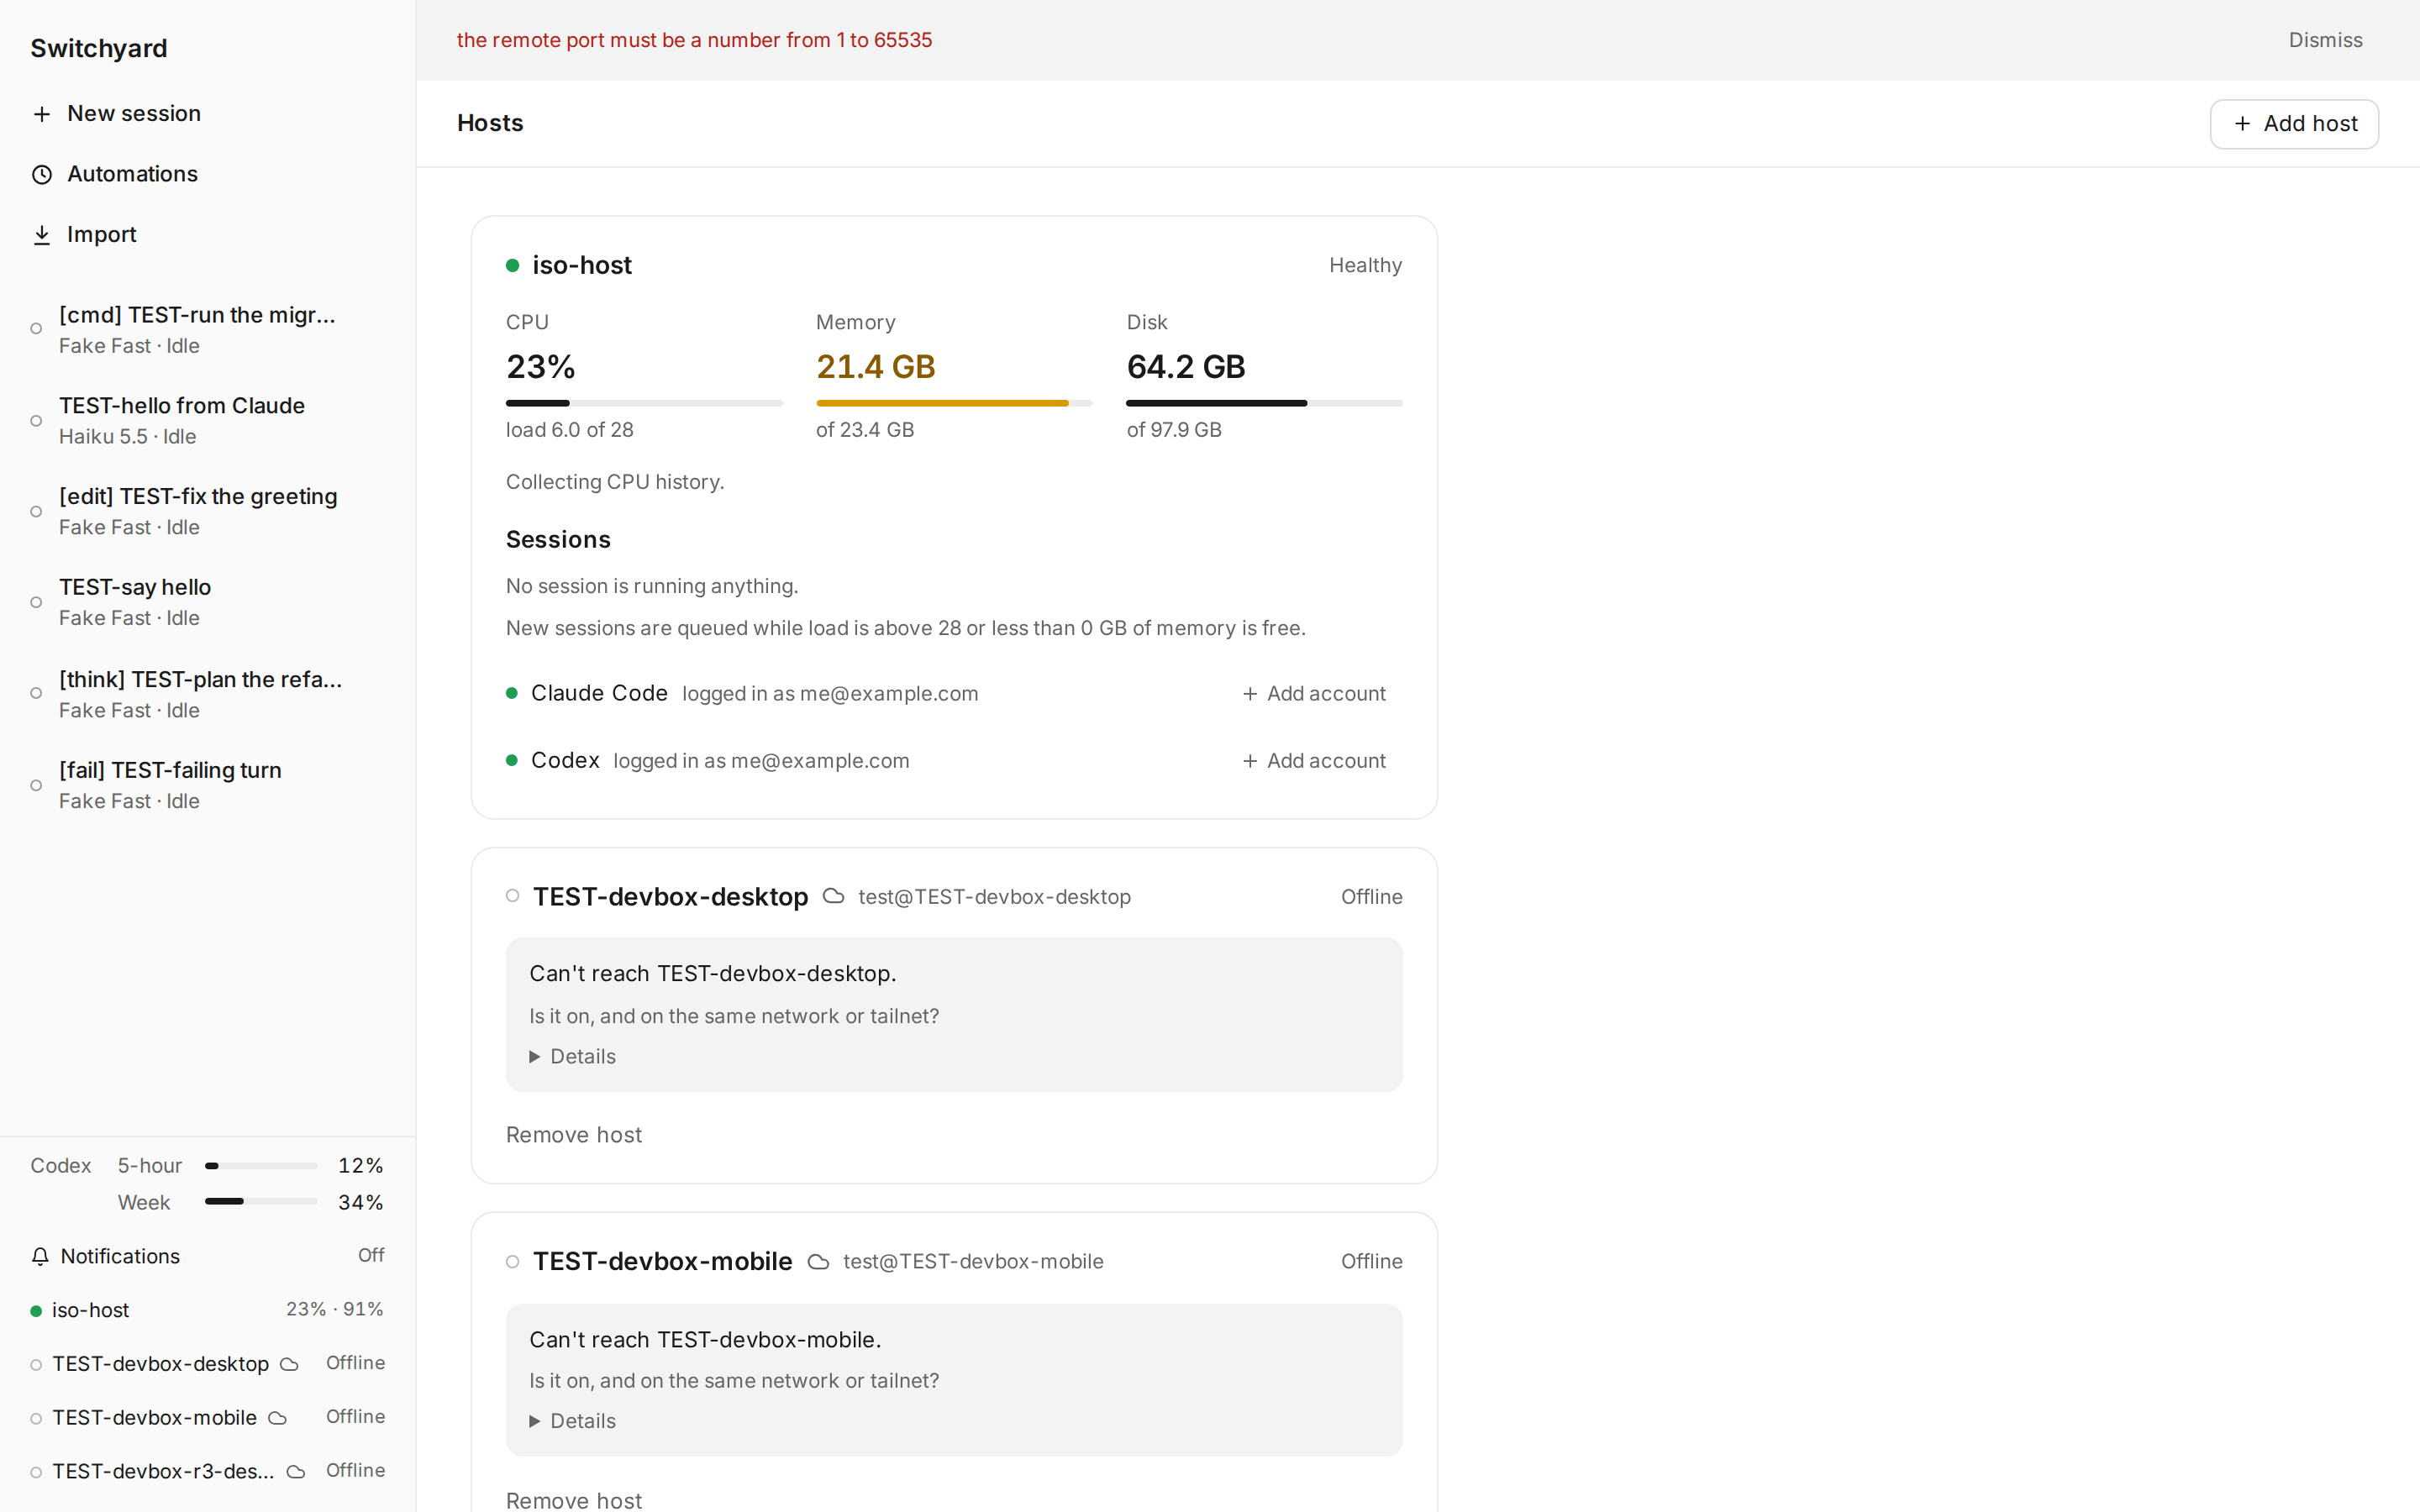 Switchyard
New session
Automations
Import
[cmd] TEST-run the migr...
Fake Fast · Idle
TEST-hello from Claude
Haiku 5.5 · Idle
[edit] TEST-fix the greeting
Fake Fast · Idle
TEST-say hello
Fake Fast · Idle
[think] TEST-plan the refa...
Fake Fast · Idle
[fail] TEST-failing turn
Fake Fast · Idle
Codex 5-hour 12%
Week 34%
Notifications Off
iso-host 23% · 91%
TEST-devbox-desktop Offline
TEST-devbox-mobile Offline
TEST-devbox-r3-des... Offline
the remote port must be a number from 1 to 65535 Dismiss
Hosts + Add host
iso-host Healthy
CPU Memory Disk
23% 21.4 GB 64.2 GB
load 6.0 of 28 of 23.4 GB of 97.9 GB
Collecting CPU history.
Sessions
No session is running anything.
New sessions are queued while load is above 28 or less than 0 GB of memory is free.
Claude Code logged in as me@example.com + Add account
Codex logged in as me@example.com + Add account
TEST-devbox-desktop test@TEST-devbox-desktop Offline
Can't reach TEST-devbox-desktop.
Is it on, and on the same network or tailnet?
Details
Remove host
TEST-devbox-mobile test@TEST-devbox-mobile Offline
Can't reach TEST-devbox-mobile.
Is it on, and on the same network or tailnet?
Details
Remove host